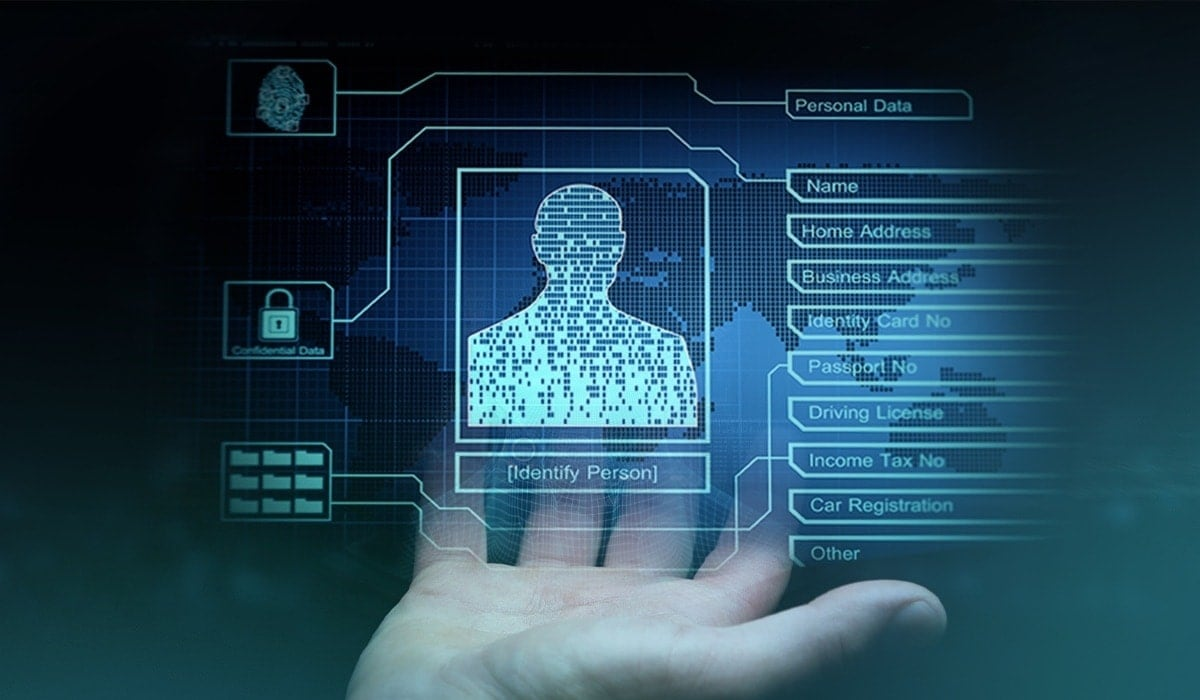 Personal Data
Name
Home Address
Business Address
Identity Card No
Confidential Data
Passport No
Driving License
Income Tax No
[Identify Person]
Car Registration
Other